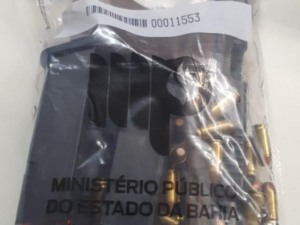 00011553
MINISTÉRIO PÚBLICO
DO ESTADO DA BAHIA